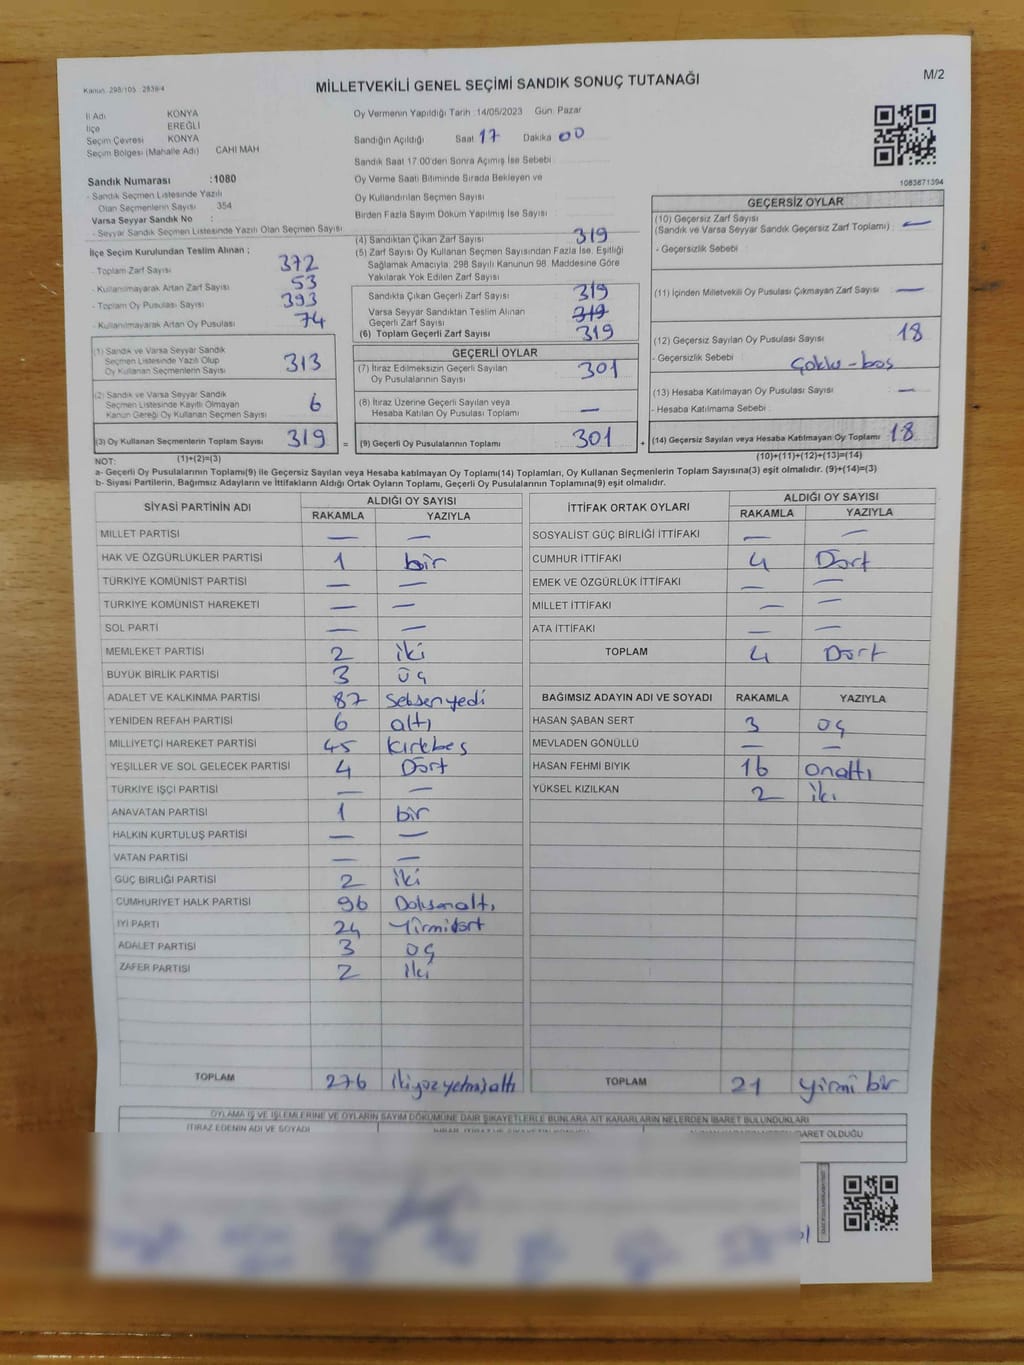 Kanun: 298/105 2839/4
MİLLETVEKİLİ GENEL SEÇİMİ SANDIK SONUÇ TUTANAĞI
M/2
İl Adı KONYA
İlçe EREĞLİ
Seçim Çevresi KONYA
Seçim Bölgesi (Mahalle Adı) CAHI MAH
Sandık Numarası :1080
- Sandık Seçmen Listesinde Yazılı
Olan Seçmenlerin Sayısı 354
Varsa Seyyar Sandık No :
- Seyyar Sandık Seçmen Listesinde Yazılı Olan Seçmen Sayısı
Oy Vermenin Yapıldığı Tarih :14/05/2023 Gün: Pazar
Sandığın Açıldığı Saat 17 Dakika 00
Sandık Saat 17:00'den Sonra Açımış İse Sebebi:
Oy Verme Saati Bitiminde Sırada Bekleyen ve
Oy Kullandırılan Seçmen Sayısı:
Birden Fazla Sayım Döküm Yapılmış İse Sayısı:
1083871394
İlçe Seçim Kurulundan Teslim Alınan ;
- Toplam Zarf Sayısı 372
- Kullanılmayarak Artan Zarf Sayısı 53
- Toplam Oy Pusulası Sayısı 393
- Kullanılmayarak Artan Oy Pusulası 74
(1) Sandık ve Varsa Seyyar Sandık
Seçmen Listesinde Yazılı Olup
Oy Kullanan Seçmenlerin Sayısı 313
(2) Sandık ve Varsa Seyyar Sandık
Seçmen Listesinde Kayıtlı Olmayan
Kanun Gereği Oy Kullanan Seçmen Sayısı 6
(3) Oy Kullanan Seçmenlerin Toplam Sayısı 319 =
(1)+(2)=(3)
(4) Sandıktan Çıkan Zarf Sayısı 319
(5) Zarf Sayısı Oy Kullanan Seçmen Sayısından Fazla İse, Eşitliği
Sağlamak Amacıyla, 298 Sayılı Kanunun 98. Maddesine Göre
Yakılarak Yok Edilen Zarf Sayısı
Sandıkta Çıkan Geçerli Zarf Sayısı 319
Varsa Seyyar Sandıktan Teslim Alınan
Geçerli Zarf Sayısı 319
(6) Toplam Geçerli Zarf Sayısı 319
GEÇERLİ OYLAR
(7) İtiraz Edilmeksizin Geçerli Sayılan
Oy Pusulalarının Sayısı 301
(8) İtiraz Üzerine Geçerli Sayılan veya
Hesaba Katılan Oy Pusulası Toplamı —
(9) Geçerli Oy Pusulalarının Toplamı 301 +
GEÇERSİZ OYLAR
(10) Geçersiz Zarf Sayısı
(Sandık ve Varsa Seyyar Sandık Geçersiz Zarf Toplamı) : —
- Geçersizlik Sebebi :
(11) İçinden Milletvekili Oy Pusulası Çıkmayan Zarf Sayısı : —
(12) Geçersiz Sayılan Oy Pusulası Sayısı 18
- Geçersizlik Sebebi : Çoklu - boş
(13) Hesaba Katılmayan Oy Pusulası Sayısı —
- Hesaba Katılmama Sebebi :
(14) Geçersiz Sayılan veya Hesaba Katılmayan Oy Toplamı 18
(10)+(11)+(12)+(13)=(14)
NOT:
a- Geçerli Oy Pusulalarının Toplamı(9) ile Geçersiz Sayılan veya Hesaba katılmayan Oy Toplamı(14) Toplamları, Oy Kullanan Seçmenlerin Toplam Sayısına(3) eşit olmalıdır. (9)+(14)=(3)
b- Siyasi Partilerin, Bağımsız Adayların ve İttifakların Aldığı Ortak Oyların Toplamı, Geçerli Oy Pusulalarının Toplamına(9) eşit olmalıdır.
SİYASİ PARTİNİN ADI ALDIĞI OY SAYISI
RAKAMLA YAZIYLA
MİLLET PARTİSİ — —
HAK VE ÖZGÜRLÜKLER PARTİSİ 1 bir
TÜRKİYE KOMÜNİST PARTİSİ — —
TÜRKİYE KOMÜNİST HAREKETİ — —
SOL PARTİ — —
MEMLEKET PARTİSİ 2 iki
BÜYÜK BİRLİK PARTİSİ 3 üç
ADALET VE KALKINMA PARTİSİ 87 Seksenyedi
YENİDEN REFAH PARTİSİ 6 altı
MİLLİYETÇİ HAREKET PARTİSİ 45 Kırkbeş
YEŞİLLER VE SOL GELECEK PARTİSİ 4 Dört
TÜRKİYE İŞÇİ PARTİSİ — —
ANAVATAN PARTİSİ 1 bir
HALKIN KURTULUŞ PARTİSİ — —
VATAN PARTİSİ — —
GÜÇ BİRLİĞİ PARTİSİ 2 iki
CUMHURİYET HALK PARTİSİ 96 Doksanaltı
İYİ PARTİ 24 Yirmidört
ADALET PARTİSİ 3 üç
ZAFER PARTİSİ 2 iki
TOPLAM 276 İkiyüzyetmişaltı
İTTİFAK ORTAK OYLARI ALDIĞI OY SAYISI
RAKAMLA YAZIYLA
SOSYALİST GÜÇ BİRLİĞİ İTTİFAKI — —
CUMHUR İTTİFAKI 4 Dört
EMEK VE ÖZGÜRLÜK İTTİFAKI — —
MİLLET İTTİFAKI — —
ATA İTTİFAKI — —
TOPLAM 4 Dört
BAĞIMSIZ ADAYIN ADI VE SOYADI RAKAMLA YAZIYLA
HASAN ŞABAN SERT 3 üç
MEVLADEN GÖNÜLLÜ — —
HASAN FEHMİ BIYIK 16 onaltı
YÜKSEL KIZILKAN 2 iki
TOPLAM 21 yirmi bir
OYLAMA İŞ VE İŞLEMLERİNE VE OYLARIN SAYIM DÖKÜMÜNE DAİR ŞİKAYETLERLE BUNLARA AİT KARARLARIN NELERDEN İBARET BULUNDUKLARI
İTİRAZ EDENİN ADI VE SOYADI
İBARET OLDUĞU